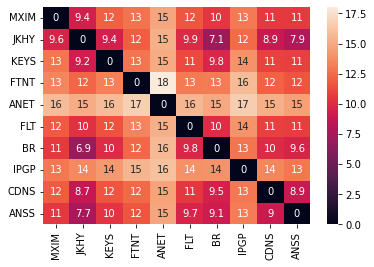 MXIM 0 9.4 12 13 15 12 10 13 11 11
JKHY 9.6 0 9.4 12 15 9.9 7.1 12 8.9 7.9
KEYS 13 9.2 0 13 15 11 9.8 14 11 11
FTNT 13 12 13 0 18 13 13 16 12 12
ANET 16 15 16 17 0 16 15 17 15 15
FLT 12 10 12 13 15 0 10 14 11 11
BR 11 6.9 10 12 16 9.8 0 13 10 9.6
IPGP 13 14 14 15 16 14 14 0 14 13
CDNS 12 8.7 12 12 15 11 9.5 13 0 8.9
ANSS 11 7.7 10 12 15 9.7 9.1 13 9 0
MXIM JKHY KEYS FTNT ANET FLT BR IPGP CDNS ANSS
17.5
15.0
12.5
10.0
7.5
5.0
2.5
0.0